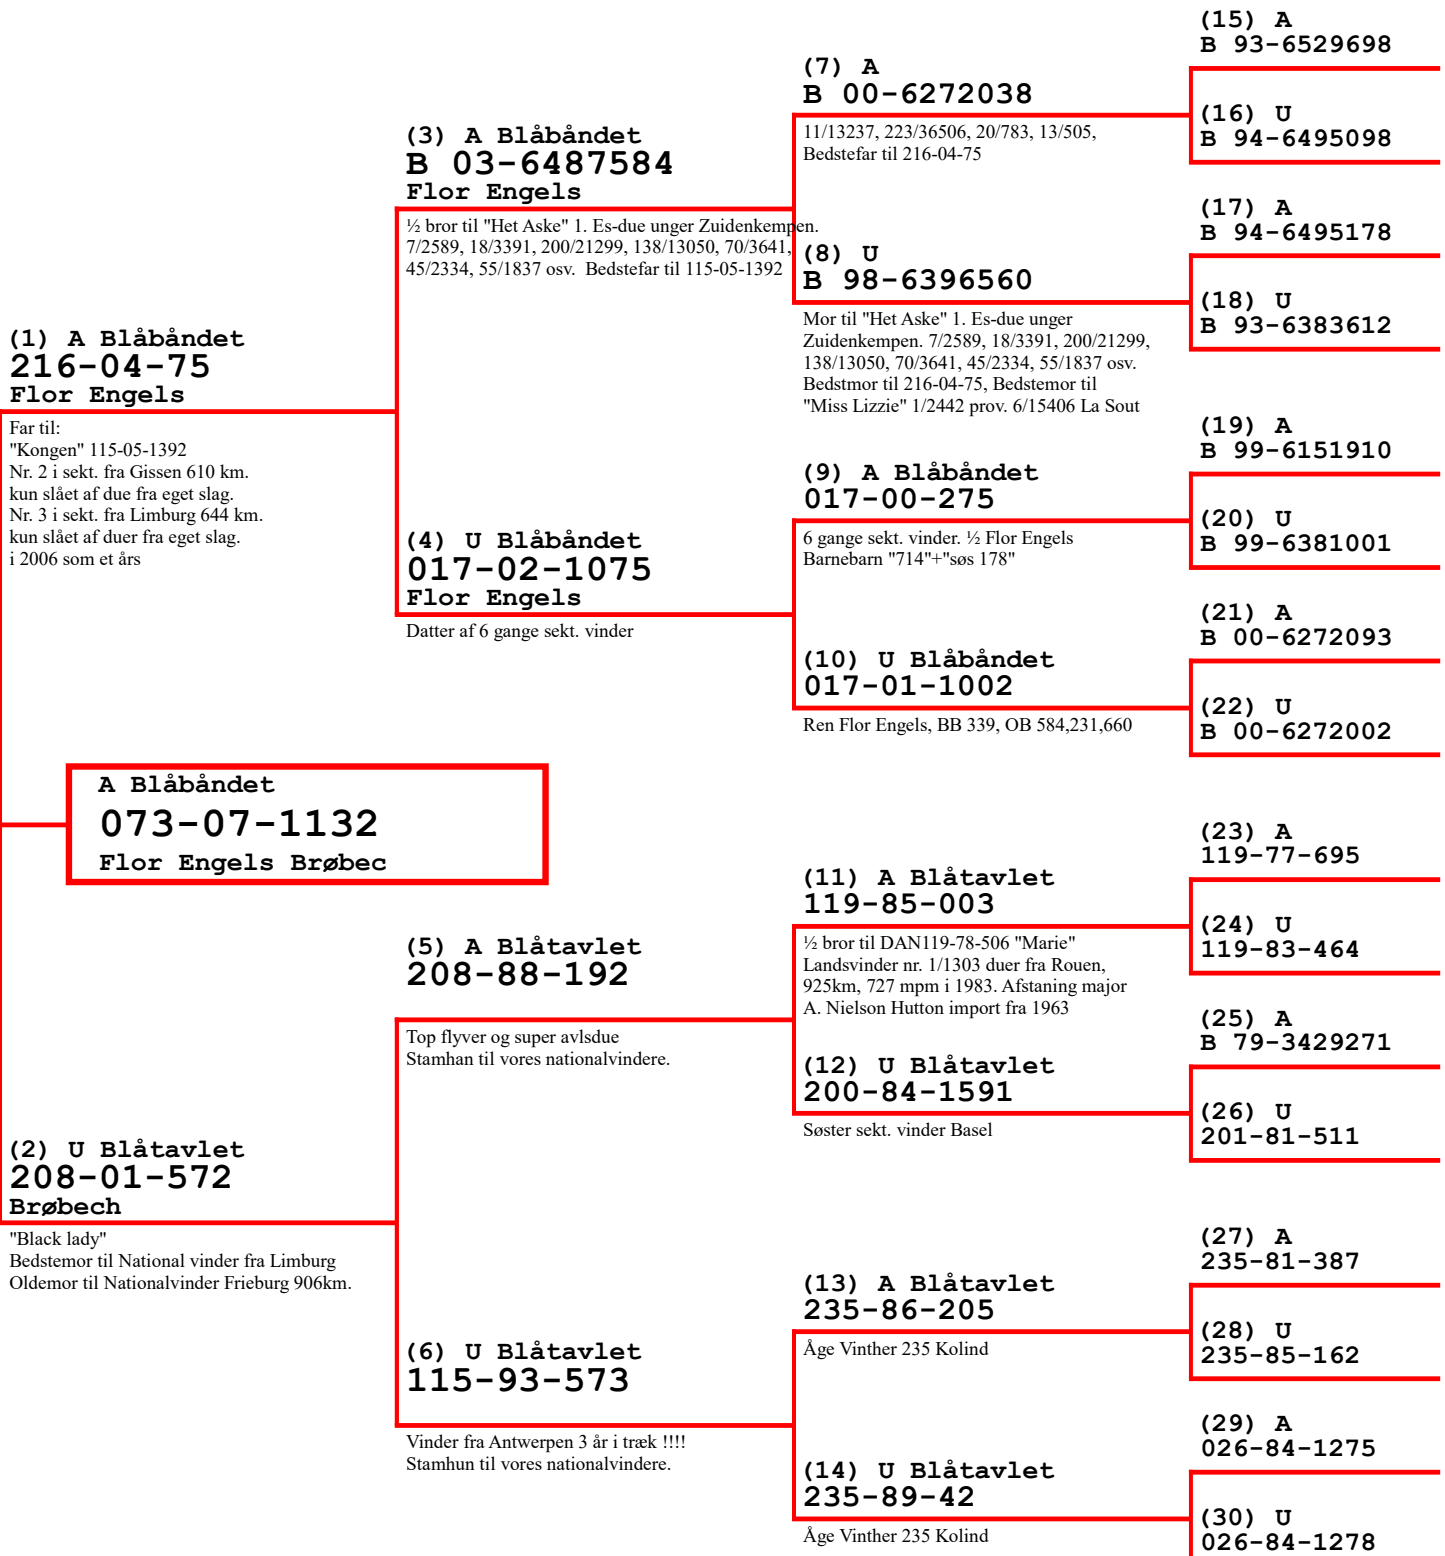 (1) A Blåbåndet
216-04-75
Flor Engels
Far til:
"Kongen" 115-05-1392
Nr. 2 i sekt. fra Gissen 610 km.
kun slået af due fra eget slag.
Nr. 3 i sekt. fra Limburg 644 km.
kun slået af duer fra eget slag.
i 2006 som et års
A Blåbåndet
073-07-1132
Flor Engels Brøbec
(2) U Blåtavlet
208-01-572
Brøbech
"Black lady"
Bedstemor til National vinder fra Limburg
Oldemor til Nationalvinder Frieburg 906km.
(3) A Blåbåndet
B 03-6487584
Flor Engels
½ bror til "Het Aske" 1. Es-due unger Zuidenkempen.
7/2589, 18/3391, 200/21299, 138/13050, 70/3641,
45/2334, 55/1837 osv.  Bedstefar til 115-05-1392
(4) U Blåbåndet
017-02-1075
Flor Engels
Datter af 6 gange sekt. vinder
(5) A Blåtavlet
208-88-192
Top flyver og super avlsdue
Stamhan til vores nationalvindere.
(6) U Blåtavlet
115-93-573
Vinder fra Antwerpen 3 år i træk !!!!
Stamhun til vores nationalvindere.
(7) A
B 00-6272038
11/13237, 223/36506, 20/783, 13/505,
Bedstefar til 216-04-75
(8) U
B 98-6396560
Mor til "Het Aske" 1. Es-due unger
Zuidenkempen. 7/2589, 18/3391, 200/21299,
138/13050, 70/3641, 45/2334, 55/1837 osv.
Bedstmor til 216-04-75, Bedstemor til
"Miss Lizzie" 1/2442 prov. 6/15406 La Sout
(9) A Blåbåndet
017-00-275
6 gange sekt. vinder. ½ Flor Engels
Barnebarn "714"+"søs 178"
(10) U Blåbåndet
017-01-1002
Ren Flor Engels, BB 339, OB 584,231,660
(11) A Blåtavlet
119-85-003
½ bror til DAN119-78-506 "Marie"
Landsvinder nr. 1/1303 duer fra Rouen,
925km, 727 mpm i 1983. Afstaning major
A. Nielson Hutton import fra 1963
(12) U Blåtavlet
200-84-1591
Søster sekt. vinder Basel
(13) A Blåtavlet
235-86-205
Åge Vinther 235 Kolind
(14) U Blåtavlet
235-89-42
Åge Vinther 235 Kolind
(15) A
B 93-6529698
(16) U
B 94-6495098
(17) A
B 94-6495178
(18) U
B 93-6383612
(19) A
B 99-6151910
(20) U
B 99-6381001
(21) A
B 00-6272093
(22) U
B 00-6272002
(23) A
119-77-695
(24) U
119-83-464
(25) A
B 79-3429271
(26) U
201-81-511
(27) A
235-81-387
(28) U
235-85-162
(29) A
026-84-1275
(30) U
026-84-1278